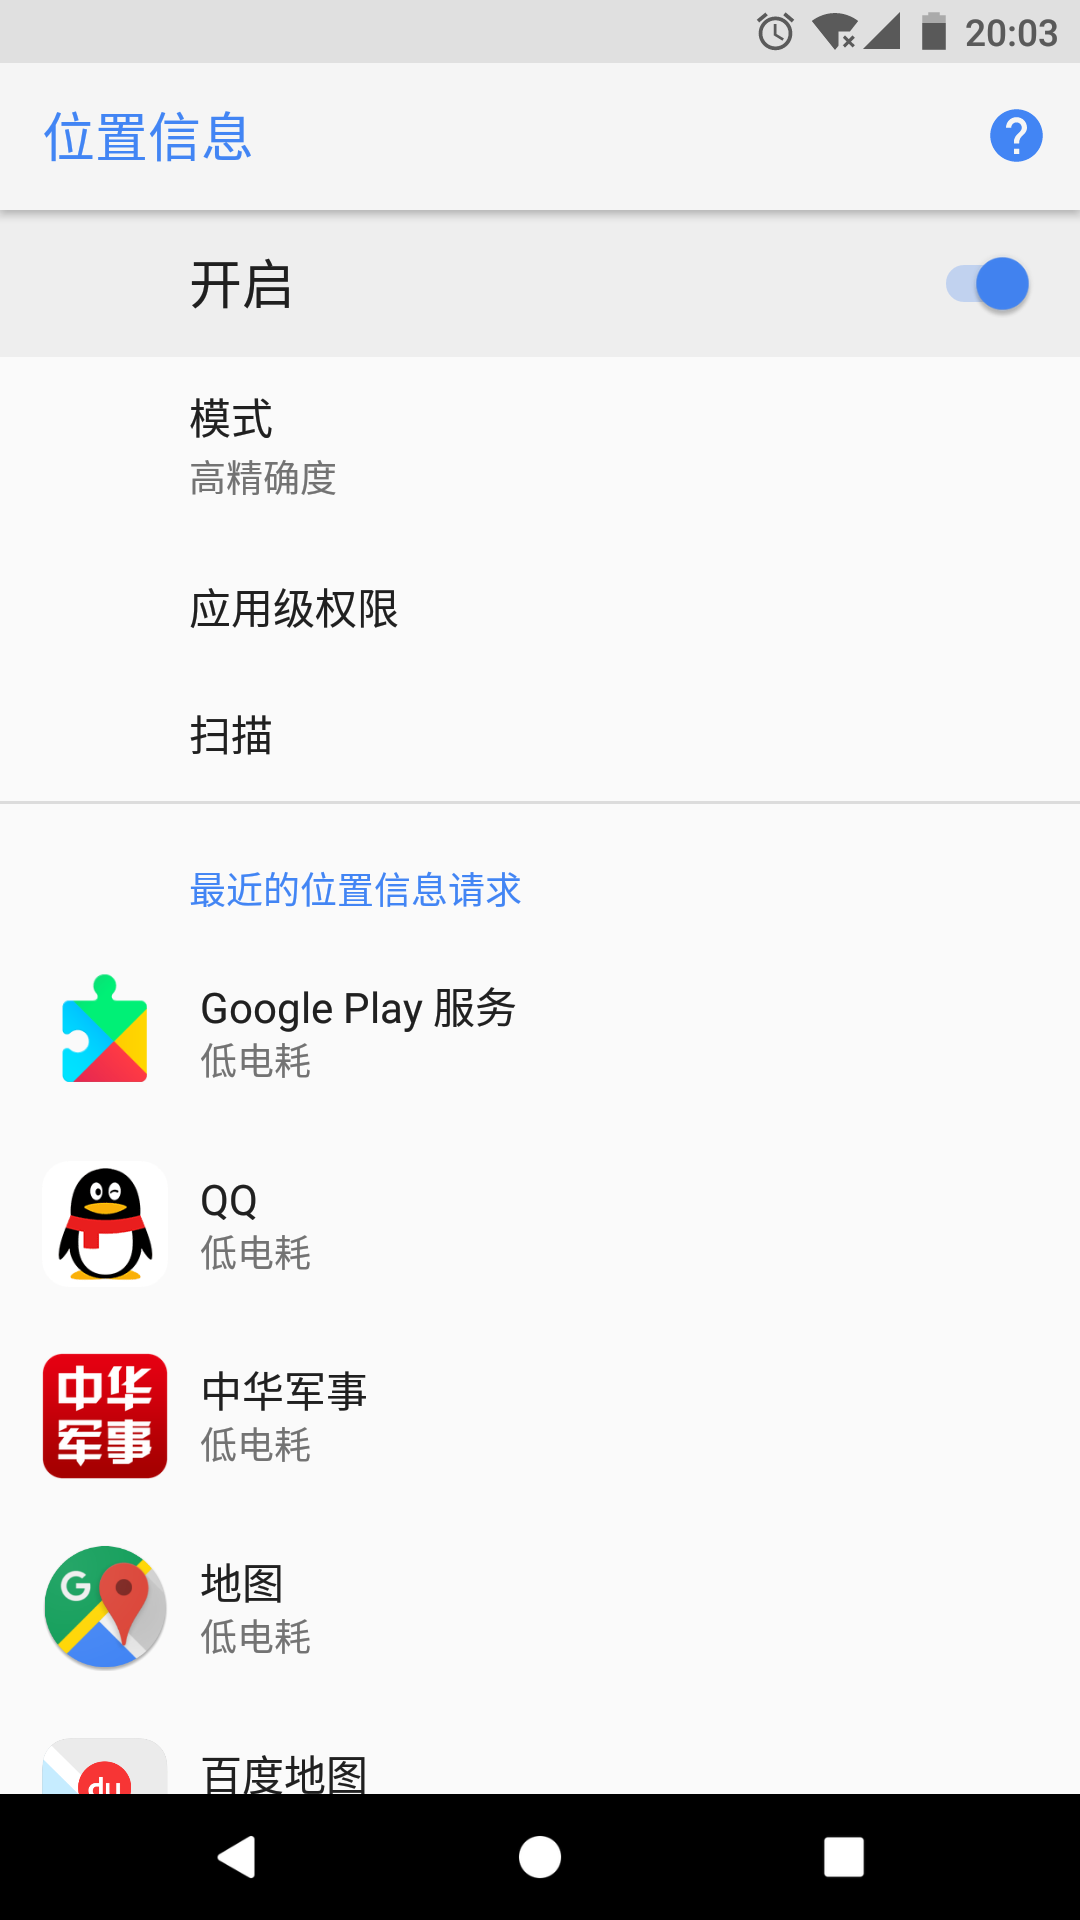 20:03
位置信息
开启
模式
高精确度
应用级权限
扫描
最近的位置信息请求
Google Play 服务
低电耗
QQ
低电耗
中华
军事
中华军事
低电耗
G
地图
低电耗
du
百度地图